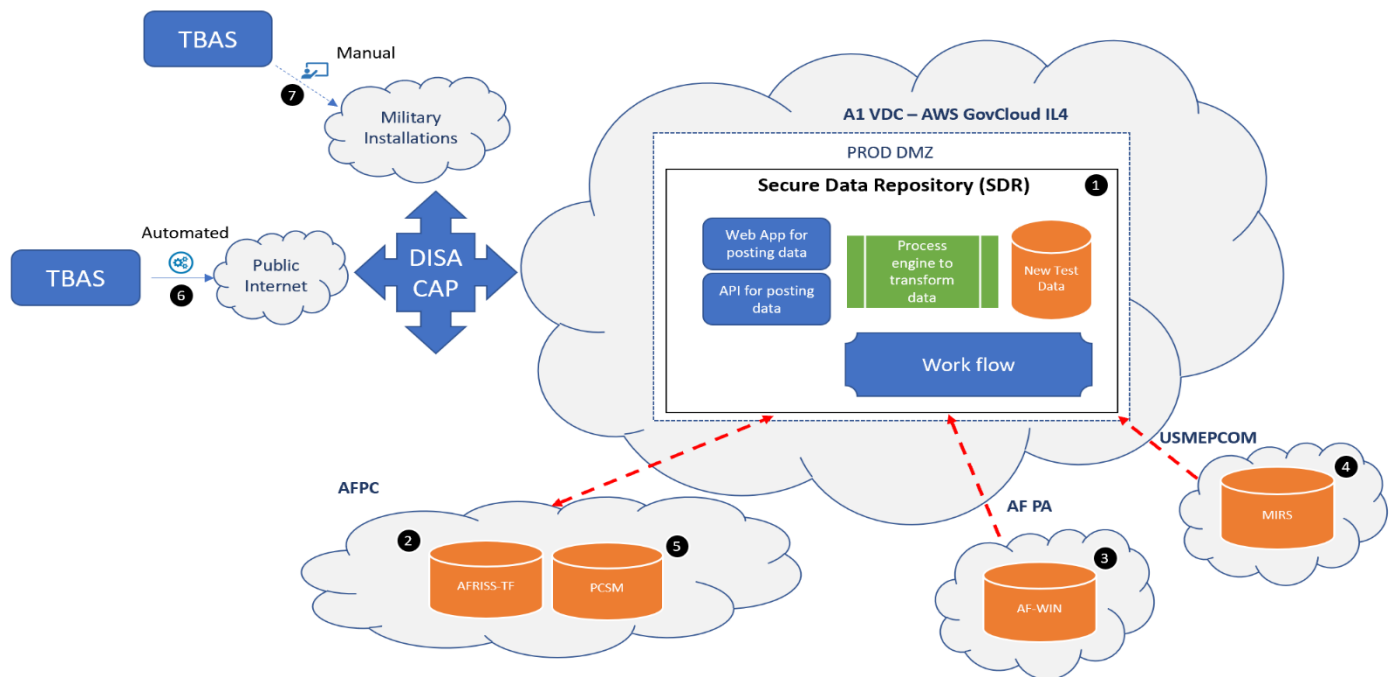 TBAS
Manual
7
Military
Installations
Automated
TBAS
6
Public
Internet
DISA
CAP
A1 VDC – AWS GovCloud IL4
PROD DMZ
Secure Data Repository (SDR)
1
Web App for
posting data
API for posting
data
Process
engine to
transform
data
New Test
Data
Work flow
AFPC
2
AFRISS-TF
5
PCSM
AF PA
3
AF-WIN
USMEPCOM
4
MIRS